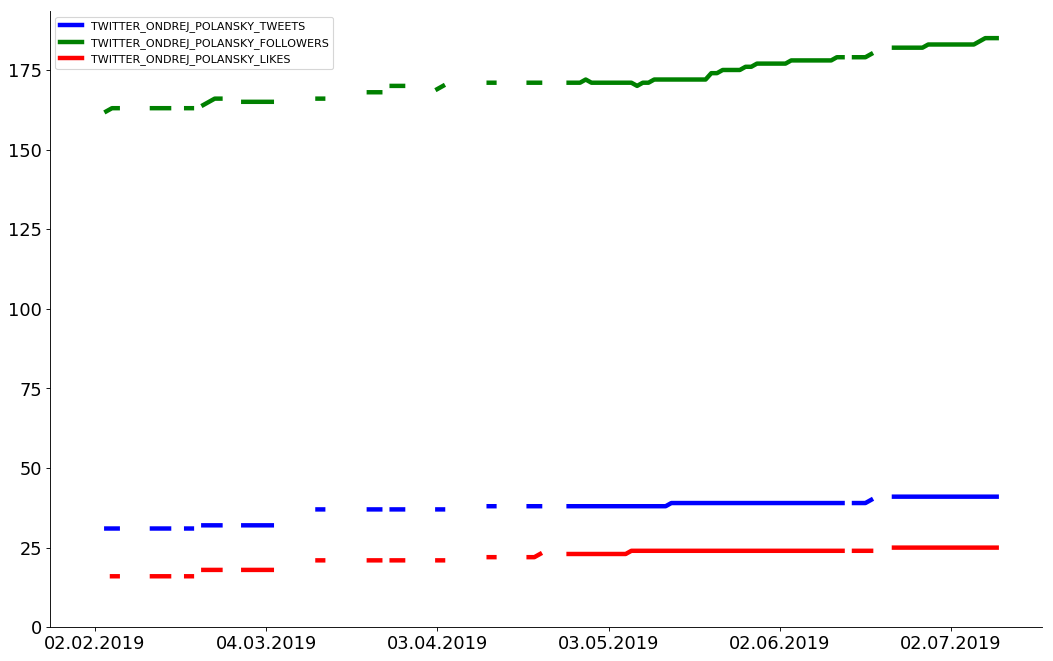 TWITTER_ONDREJ_POLANSKY_TWEETS
TWITTER_ONDREJ_POLANSKY_FOLLOWERS
TWITTER_ONDREJ_POLANSKY_LIKES
175
150
125
100
75
50
25
0
02.02.2019 04.03.2019 03.04.2019 03.05.2019 02.06.2019 02.07.2019